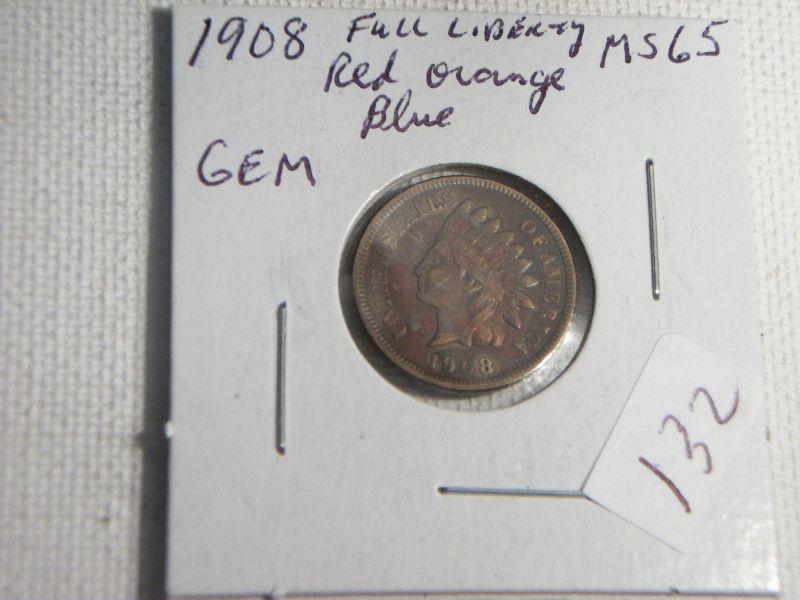 1908 Full LIBERTY MS65
Red orange
Blue
GEM
UNITED STATES OF AMERICA
1908
132